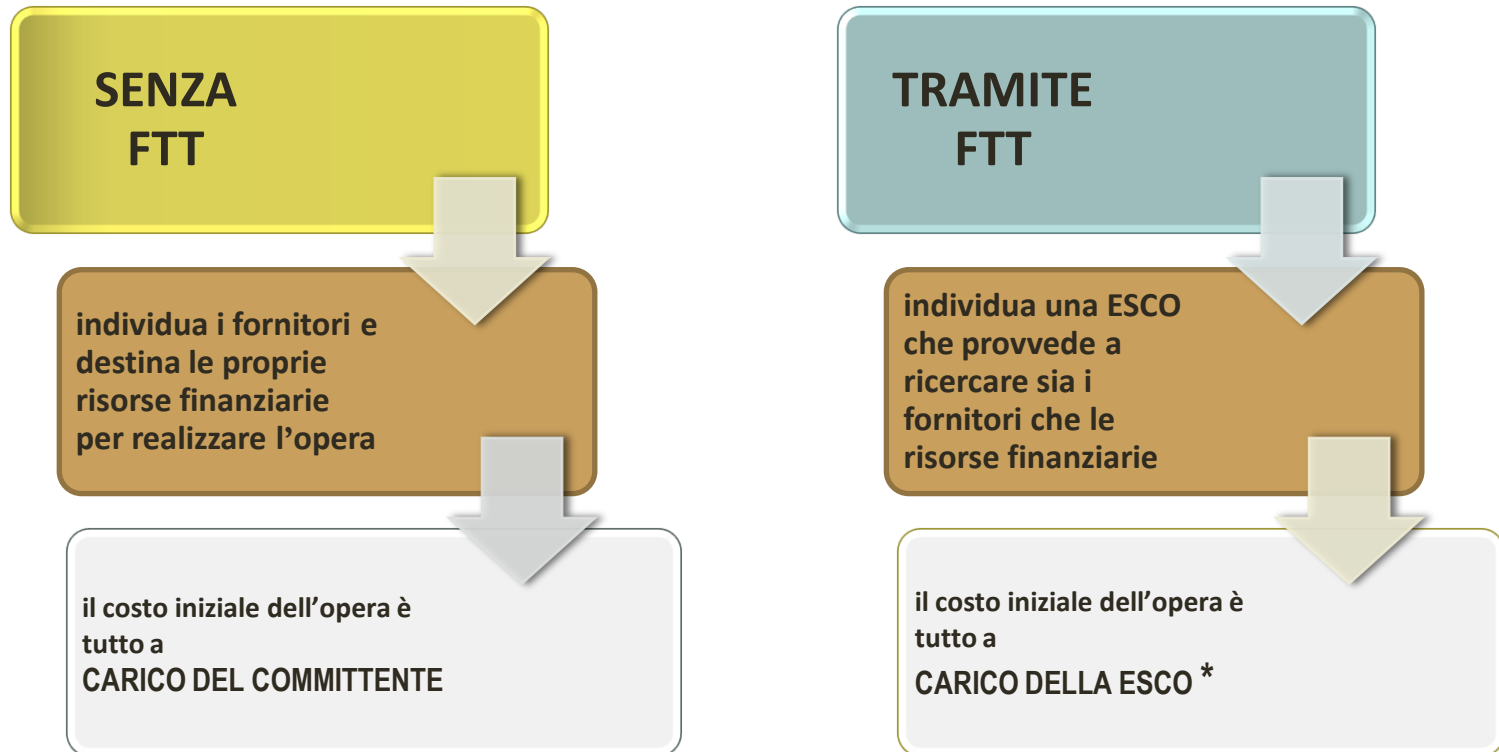 SENZA
FTT
individua i fornitori e
destina le proprie
risorse finanziarie
per realizzare l’opera
il costo iniziale dell’opera è
tutto a
CARICO DEL COMMITTENTE
TRAMITE
FTT
individua una ESCO
che provvede a
ricercare sia i
fornitori che le
risorse finanziarie
il costo iniziale dell’opera è
tutto a
CARICO DELLA ESCO *